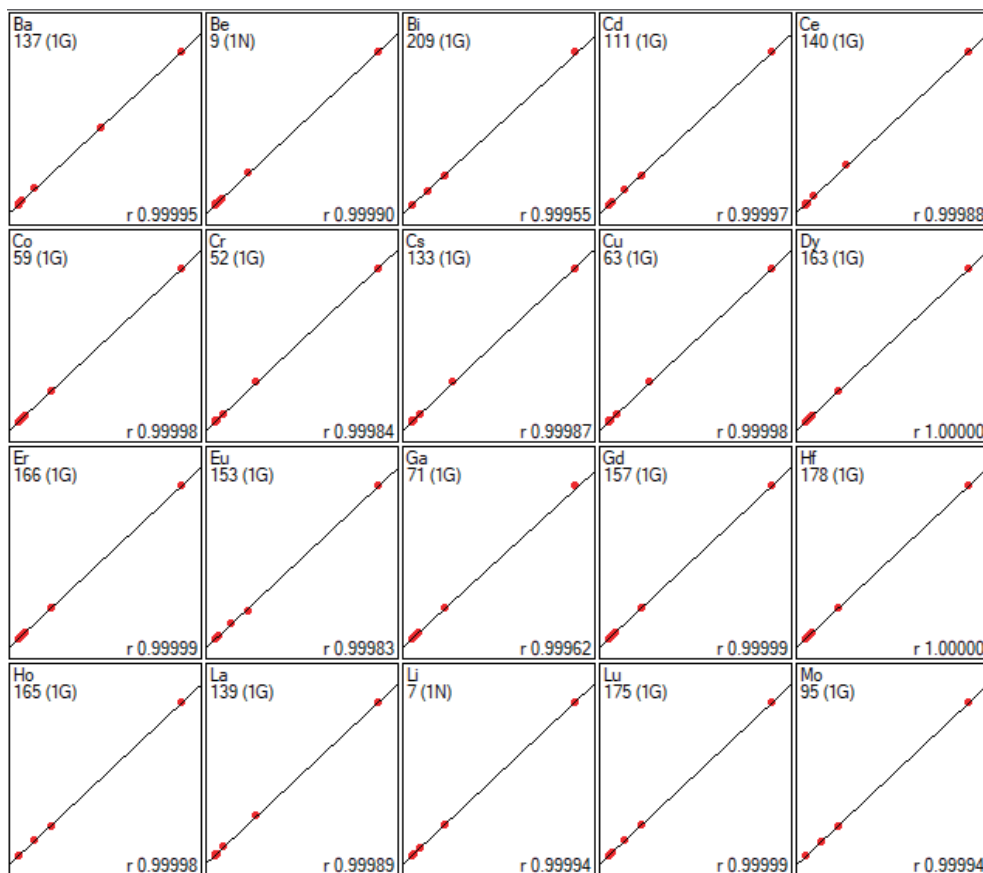 Ba
137 (1G)
r 0.99995
Be
9 (1N)
r 0.99990
Bi
209 (1G)
r 0.99955
Cd
111 (1G)
r 0.99997
Ce
140 (1G)
r 0.99988
Co
59 (1G)
r 0.99998
Cr
52 (1G)
r 0.99984
Cs
133 (1G)
r 0.99987
Cu
63 (1G)
r 0.99998
Dy
163 (1G)
r 1.00000
Er
166 (1G)
r 0.99999
Eu
153 (1G)
r 0.99983
Ga
71 (1G)
r 0.99962
Gd
157 (1G)
r 0.99999
Hf
178 (1G)
r 1.00000
Ho
165 (1G)
r 0.99998
La
139 (1G)
r 0.99989
Li
7 (1N)
r 0.99994
Lu
175 (1G)
r 0.99999
Mo
95 (1G)
r 0.99994